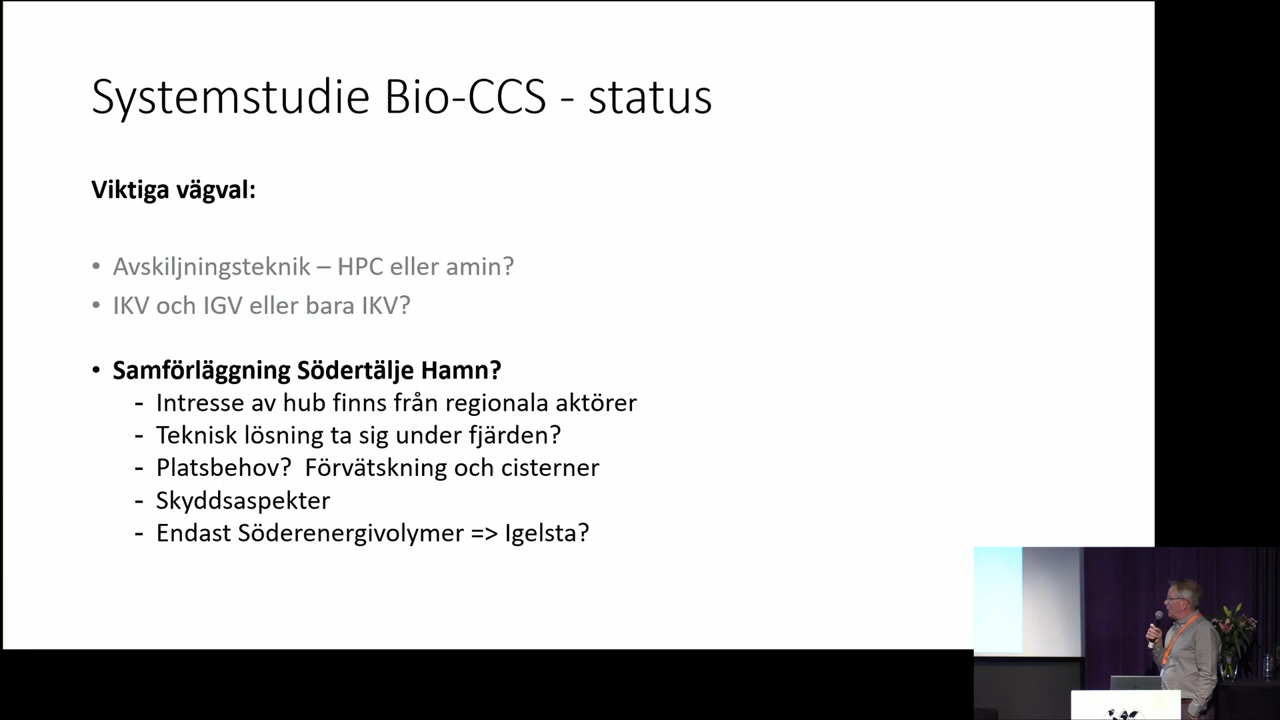 Systemstudie Bio-CCS - status
Viktiga vägval:
• Avskiljningsteknik – HPC eller amin?
• IKV och IGV eller bara IKV?
• Samförläggning Södertälje Hamn?
- Intresse av hub finns från regionala aktörer
- Teknisk lösning ta sig under fjärden?
- Platsbehov?  Förvätskning och cisterner
- Skyddsaspekter
- Endast Söderenergivolymer => Igelsta?